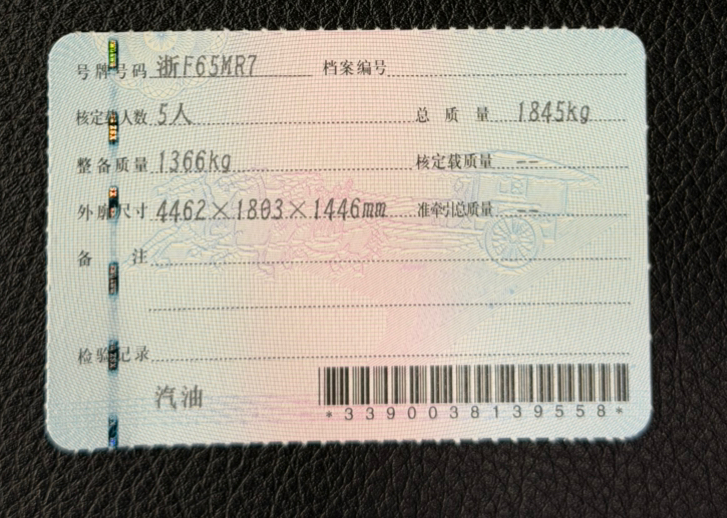 号牌号码 浙F65MR7 档案编号
核定载人数 5人 总质量 1845kg
整备质量 1366kg 核定载质量 --
外廓尺寸 4462×1803×1446mm 准牵引总质量 --
备注
检验记录
汽油
*3390038139558*